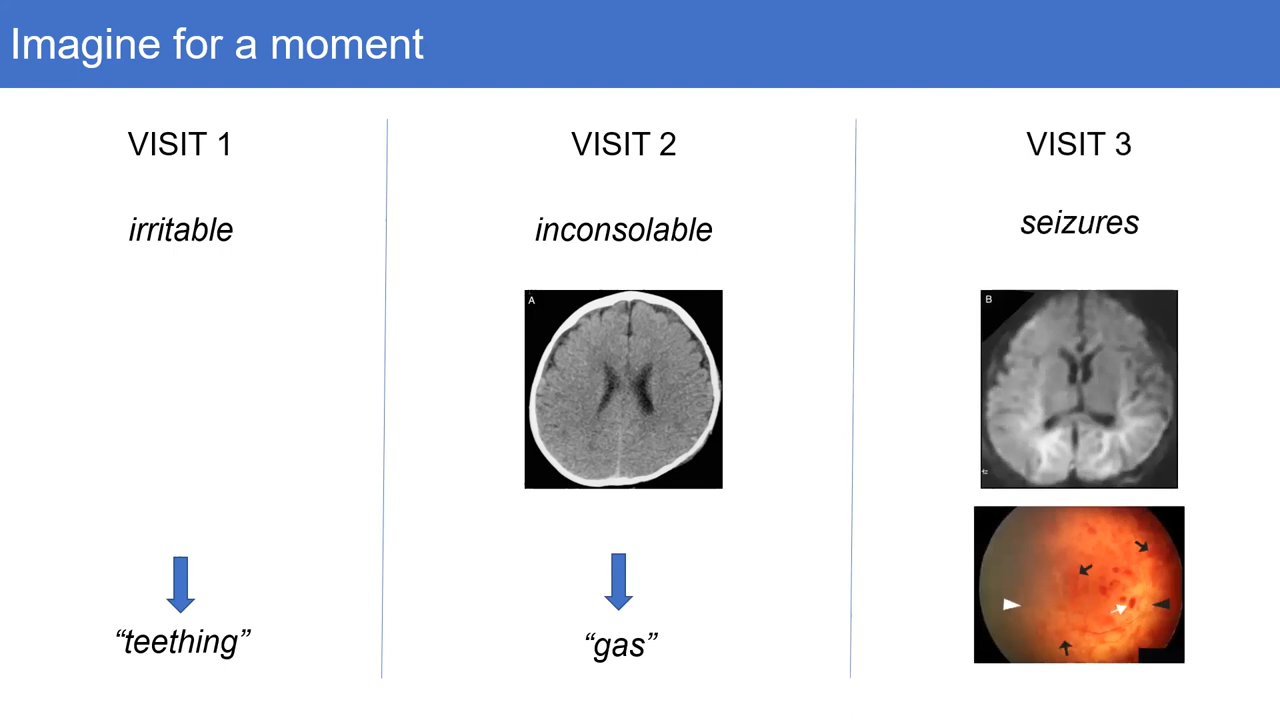 Imagine for a moment
VISIT 1
irritable
“teething”
VISIT 2
inconsolable
A
“gas”
VISIT 3
seizures
B